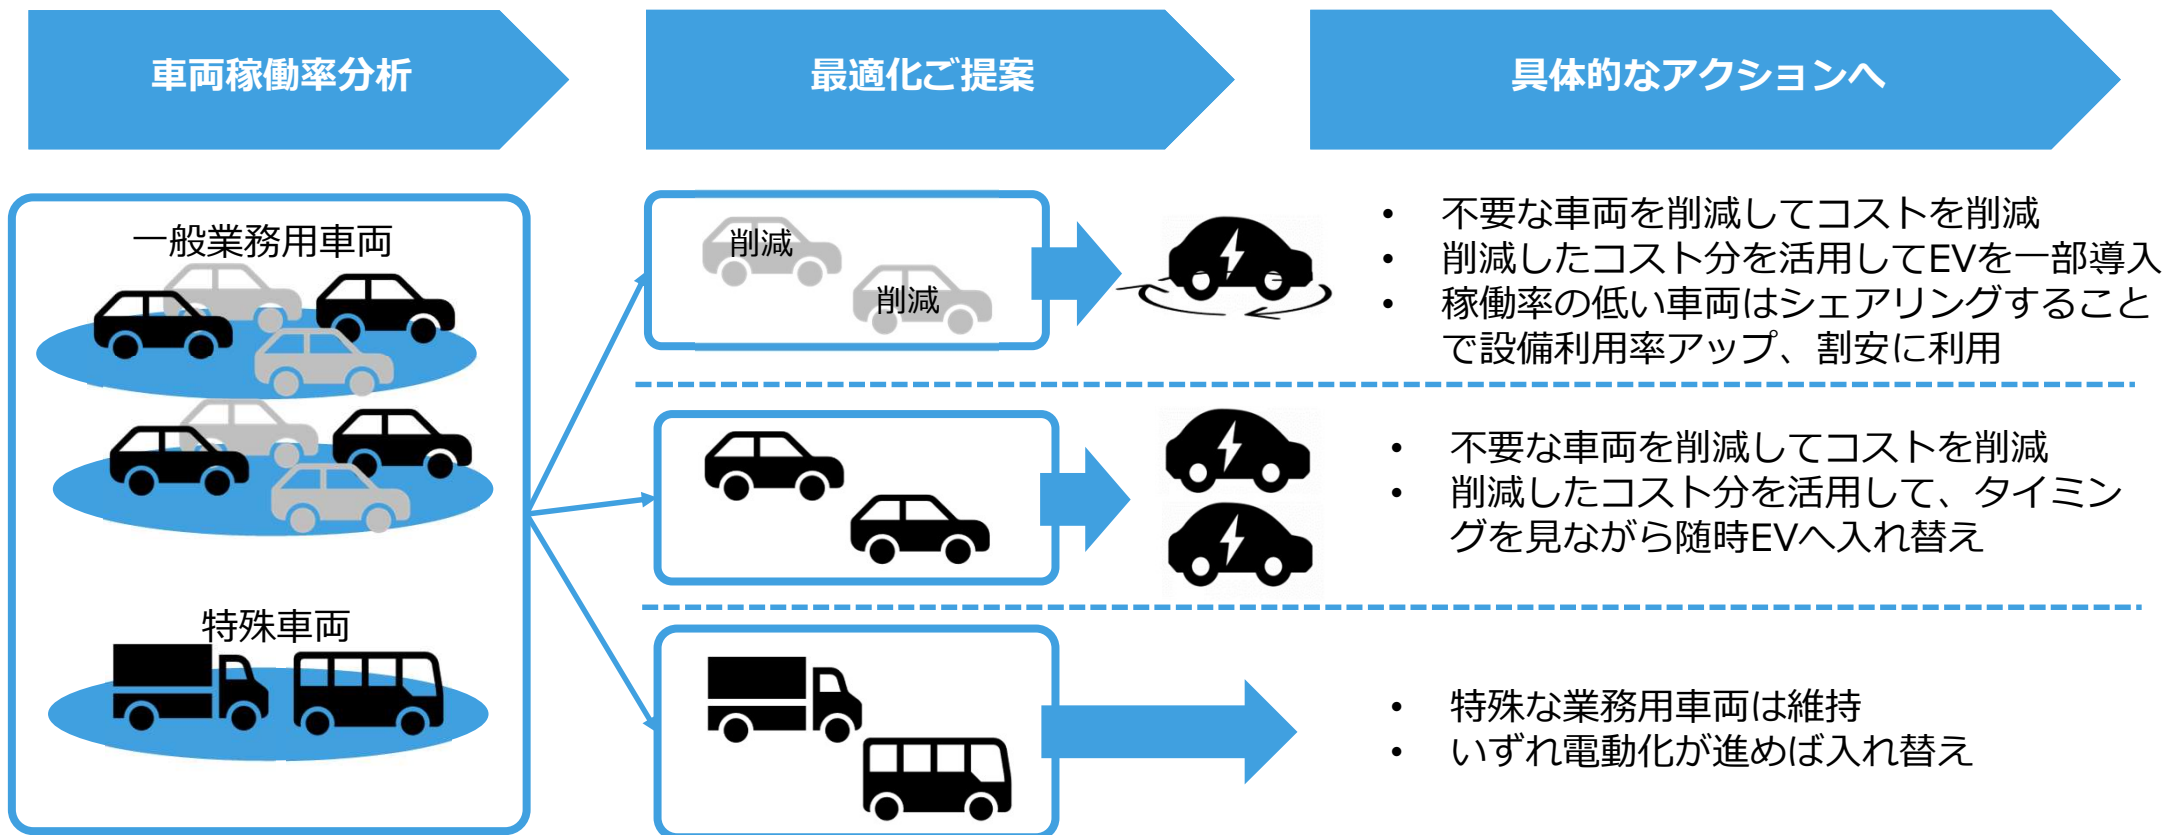 車両稼働率分析
最適化ご提案
具体的なアクションへ
一般業務用車両
特殊車両
削減
削減
• 不要な車両を削減してコストを削減
• 削減したコスト分を活用してEVを一部導入
• 稼働率の低い車両はシェアリングすること
で設備利用率アップ、割安に利用
• 不要な車両を削減してコストを削減
• 削減したコスト分を活用して、タイミン
グを見ながら随時EVへ入れ替え
• 特殊な業務用車両は維持
• いずれ電動化が進めば入れ替え